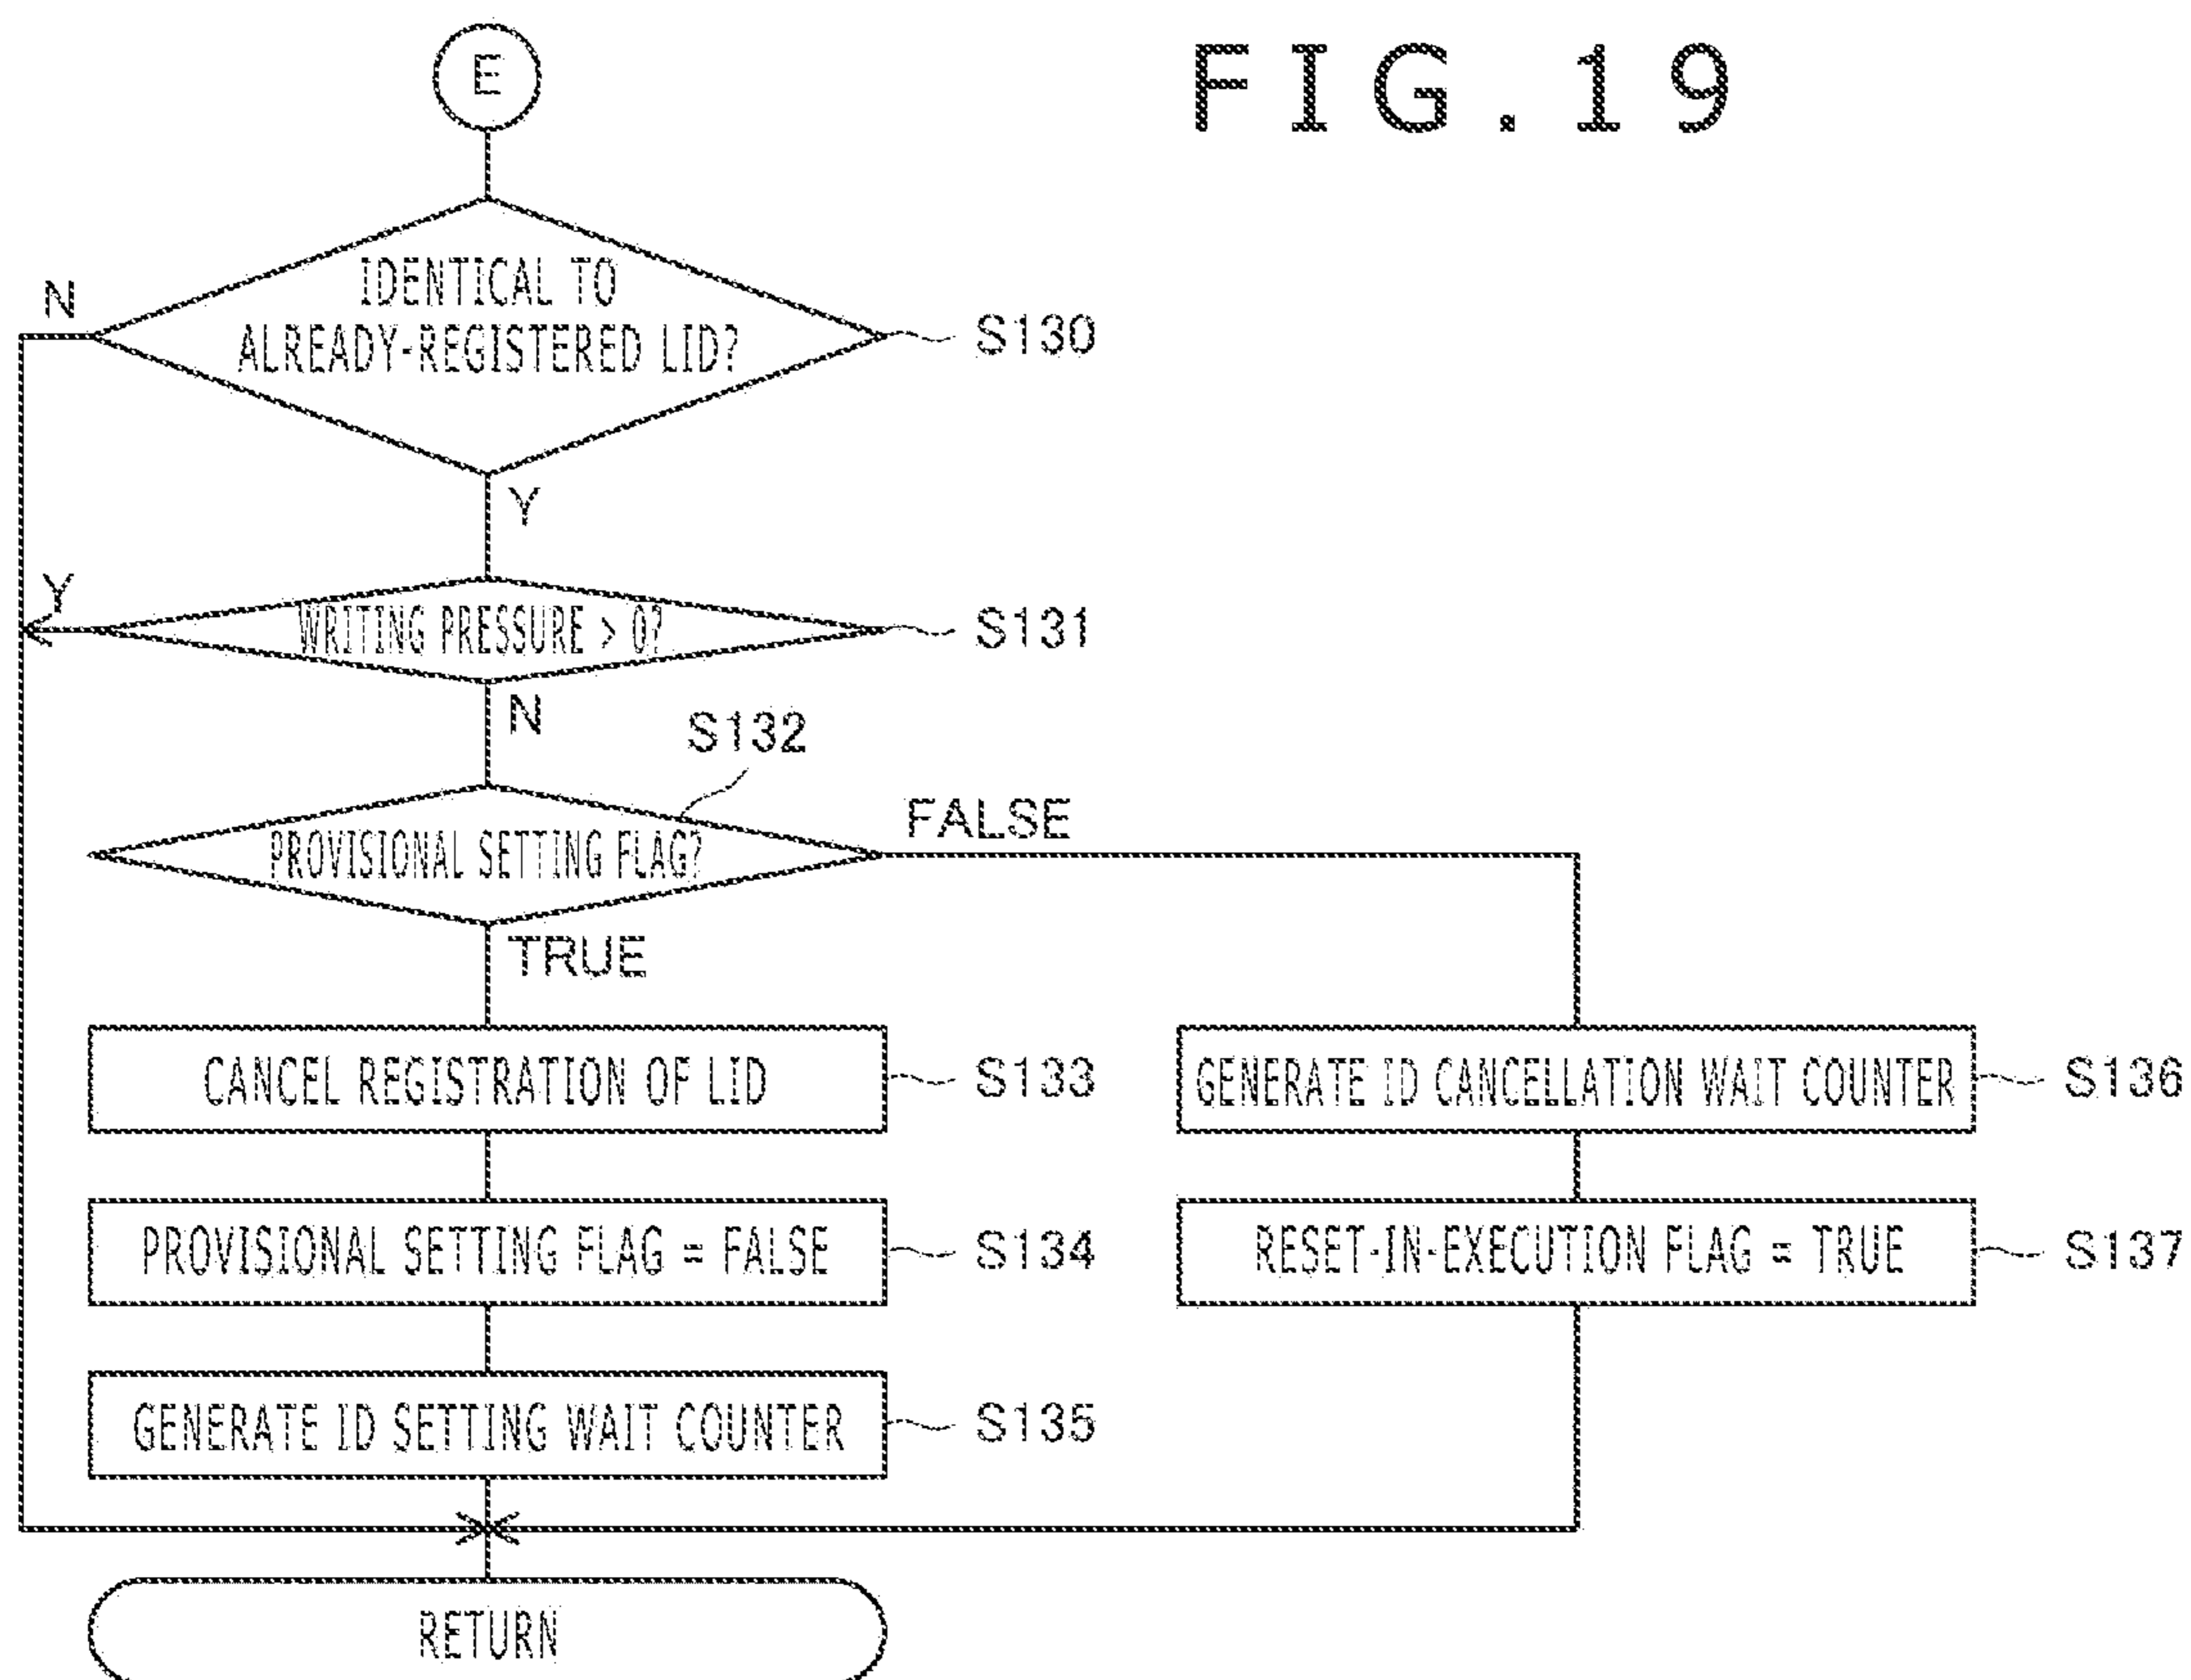 FIG.19
E
IDENTICAL TO
ALREADY-REGISTERED LID?
N
S130
Y
Y
WRITING PRESSURE > 0?
S131
N
S132
PROVISIONAL SETTING FLAG?
FALSE
TRUE
CANCEL REGISTRATION OF LID
S133
GENERATE ID CANCELLATION WAIT COUNTER
S136
PROVISIONAL SETTING FLAG = FALSE
S134
RESET-IN-EXECUTION FLAG = TRUE
S137
GENERATE ID SETTING WAIT COUNTER
S135
RETURN